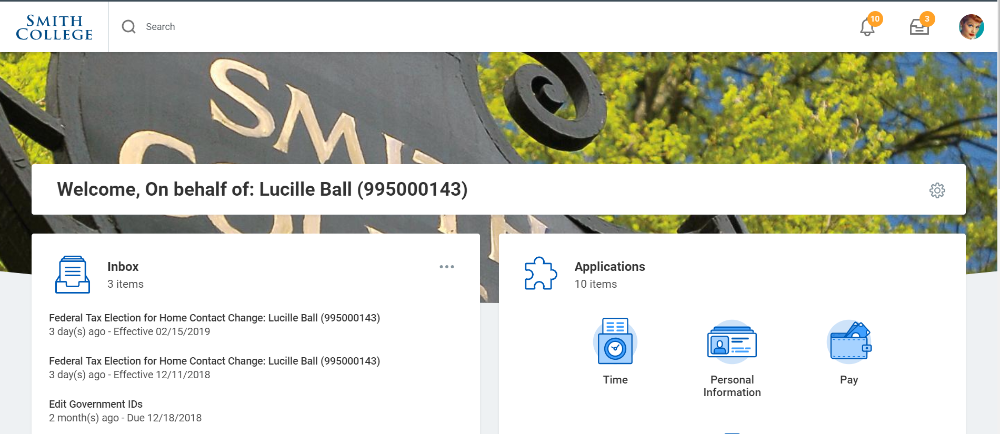 SMITH
COLLEGE
Search
10
3
SMIT
CO
Welcome, On behalf of: Lucille Ball (995000143)
Inbox
3 items
Federal Tax Election for Home Contact Change: Lucille Ball (995000143)
3 day(s) ago - Effective 02/15/2019
Federal Tax Election for Home Contact Change: Lucille Ball (995000143)
3 day(s) ago - Effective 12/11/2018
Edit Government IDs
2 month(s) ago - Due 12/18/2018
Applications
10 items
Time
Personal
Information
Pay